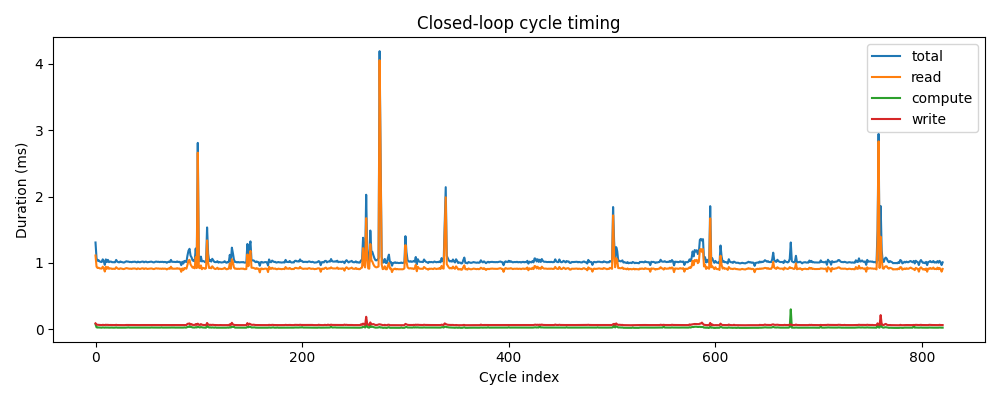 Closed-loop cycle timing
total
read
compute
write
Duration (ms)
4
3
2
1
0
0 200 400 600 800
Cycle index